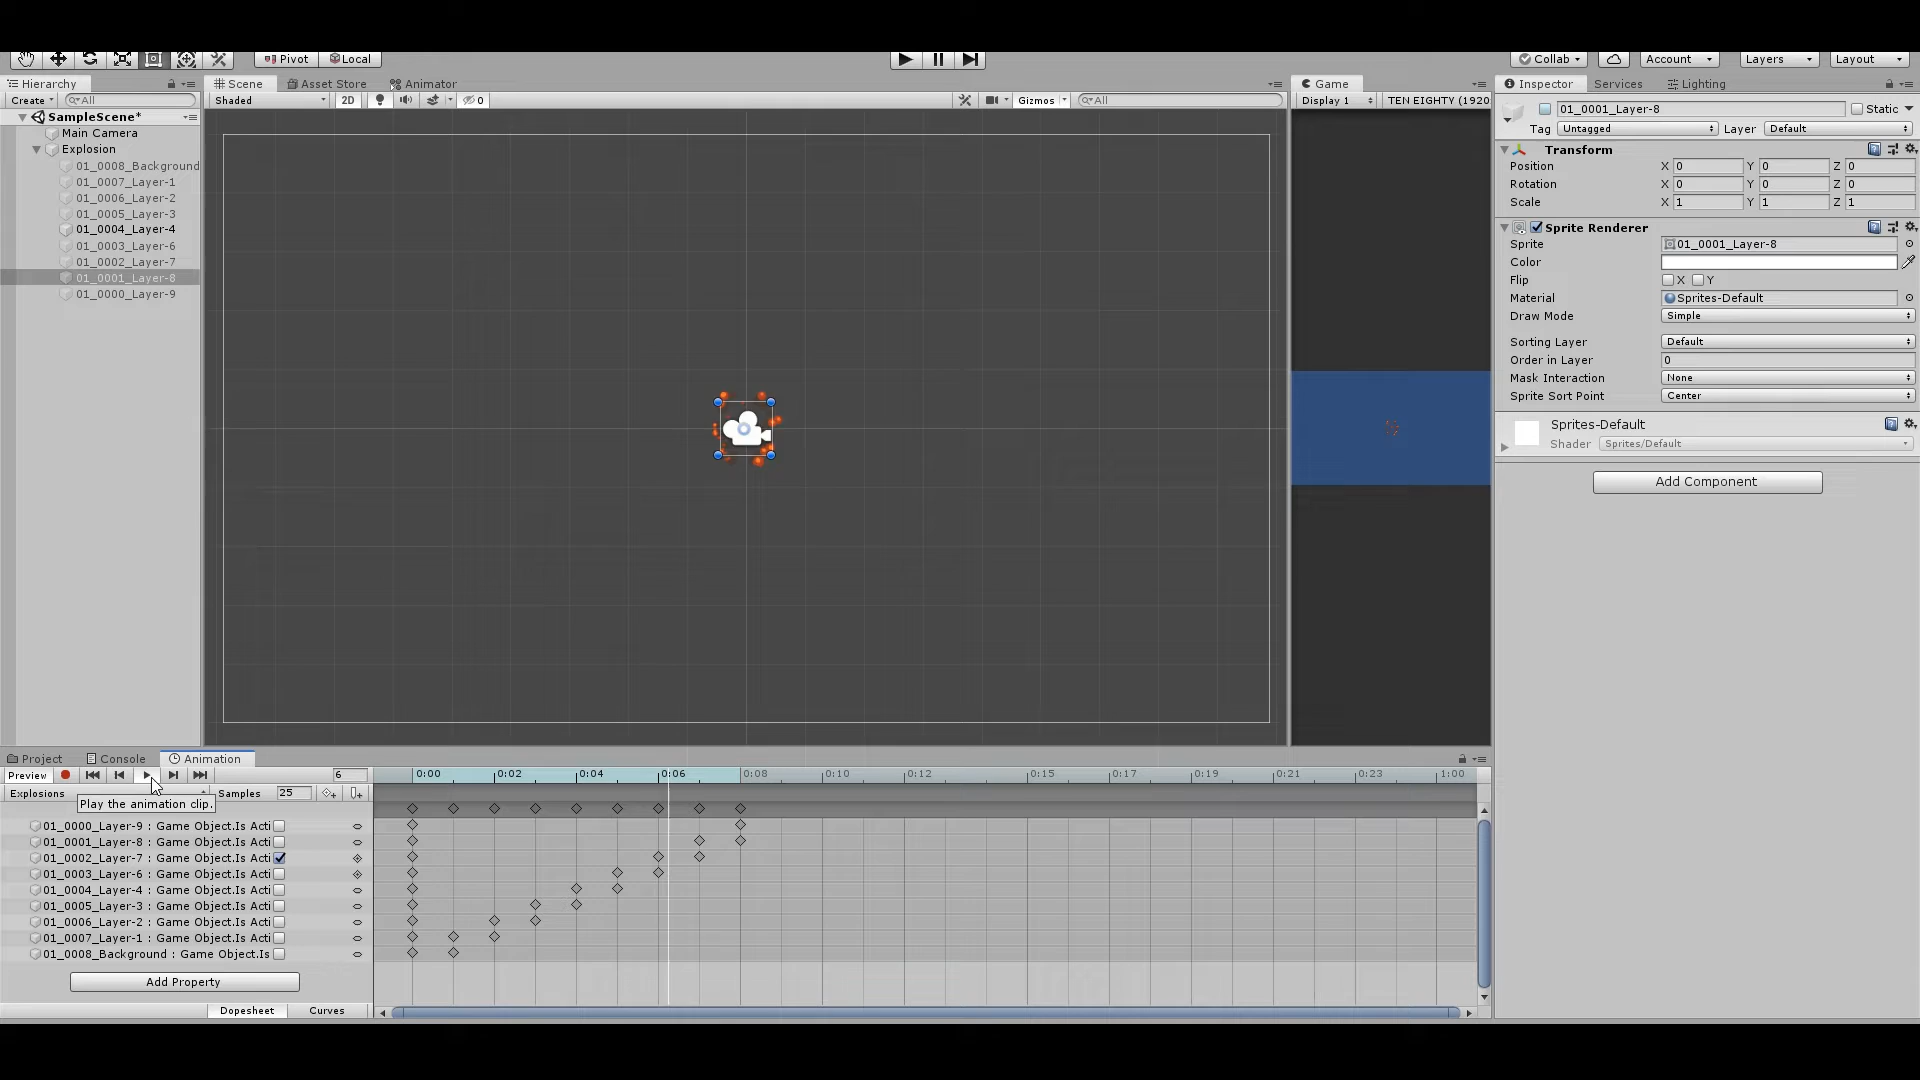 Pivot Local Collab Account Layers Layout
Hierarchy Scene Asset Store Animator Game Inspector Services Lighting
Create All Shaded 2D 0 Gizmos All Display 1 TEN EIGHTY (1920 01_0001_Layer-8 Static
SampleScene*
Tag Untagged Layer Default
Main Camera
Explosion
Transform
01_0008_Background
Position X 0 Y 0 Z 0
01_0007_Layer-1
Rotation X 0 Y 0 Z 0
01_0006_Layer-2
Scale X 1 Y 1 Z 1
01_0005_Layer-3
01_0004_Layer-4
Sprite Renderer
01_0003_Layer-6
Sprite 01_0001_Layer-8
01_0002_Layer-7
Color
01_0001_Layer-8
Flip X Y
01_0000_Layer-9
Material Sprites-Default
Draw Mode Simple
Sorting Layer Default
Order in Layer 0
Mask Interaction None
Sprite Sort Point Center
Sprites-Default
Shader Sprites/Default
Add Component
Project Console Animation
Preview 6 0:00 0:02 0:04 0:06 0:08 0:10 0:12 0:15 0:17 0:19 0:21 0:23 1:00
Explosions Samples 25
Play the animation clip.
01_0000_Layer-9 : Game Object.Is Acti
01_0001_Layer-8 : Game Object.Is Acti
01_0002_Layer-7 : Game Object.Is Acti
01_0003_Layer-6 : Game Object.Is Acti
01_0004_Layer-4 : Game Object.Is Acti
01_0005_Layer-3 : Game Object.Is Acti
01_0006_Layer-2 : Game Object.Is Acti
01_0007_Layer-1 : Game Object.Is Acti
01_0008_Background : Game Object.Is
Add Property
Dopesheet Curves